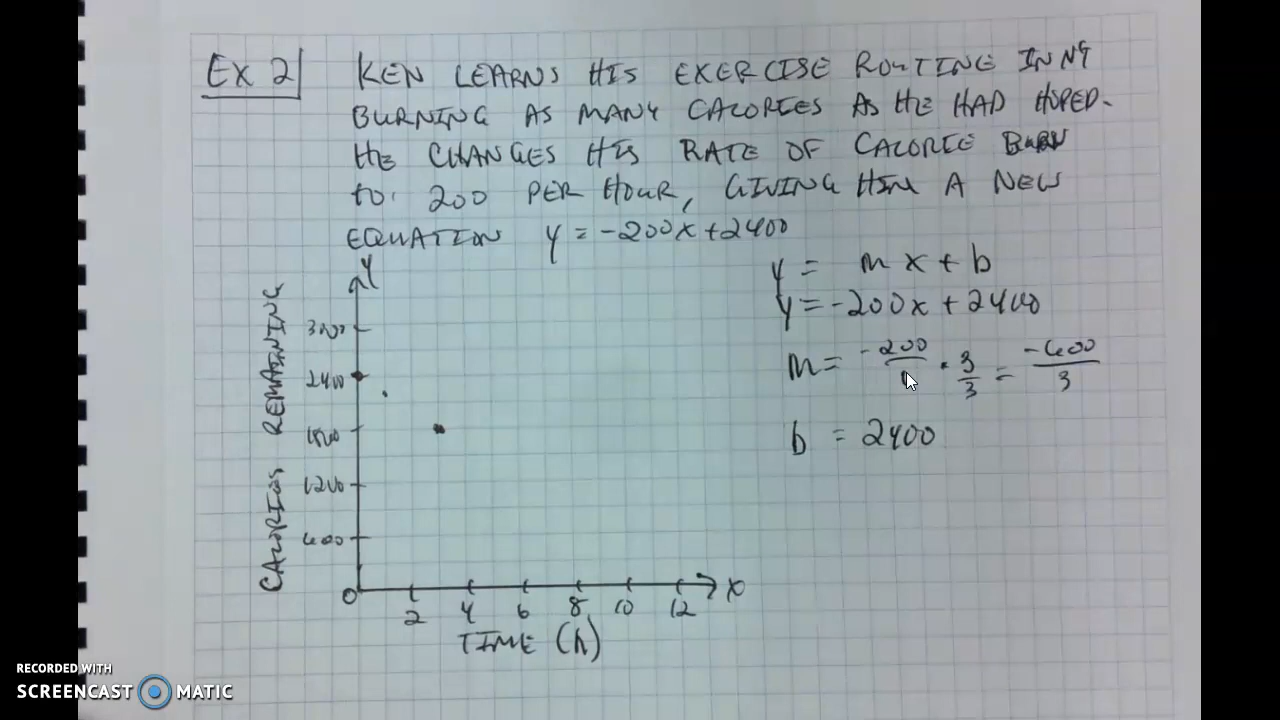 EX 2 KEN LEARNS HIS EXERCISE ROUTINE
BURNING AS MANY CALORIES AS HE HAD HOPED.
HE CHANGES HIS RATE OF CALORIE BURN
TO 200 PER HOUR, GIVING HIM A NEW
EQUATION y = -200x+2400
y = mx + b
y = -200x + 2400
m = -200/1 · 3/3 = -600/3
b = 2400
CALORIES REMAINING
Y
3000
2400
1800
1200
600
0
2 4 6 8 10 12 X
TIME (h)
RECORDED WITH
SCREENCAST MATIC